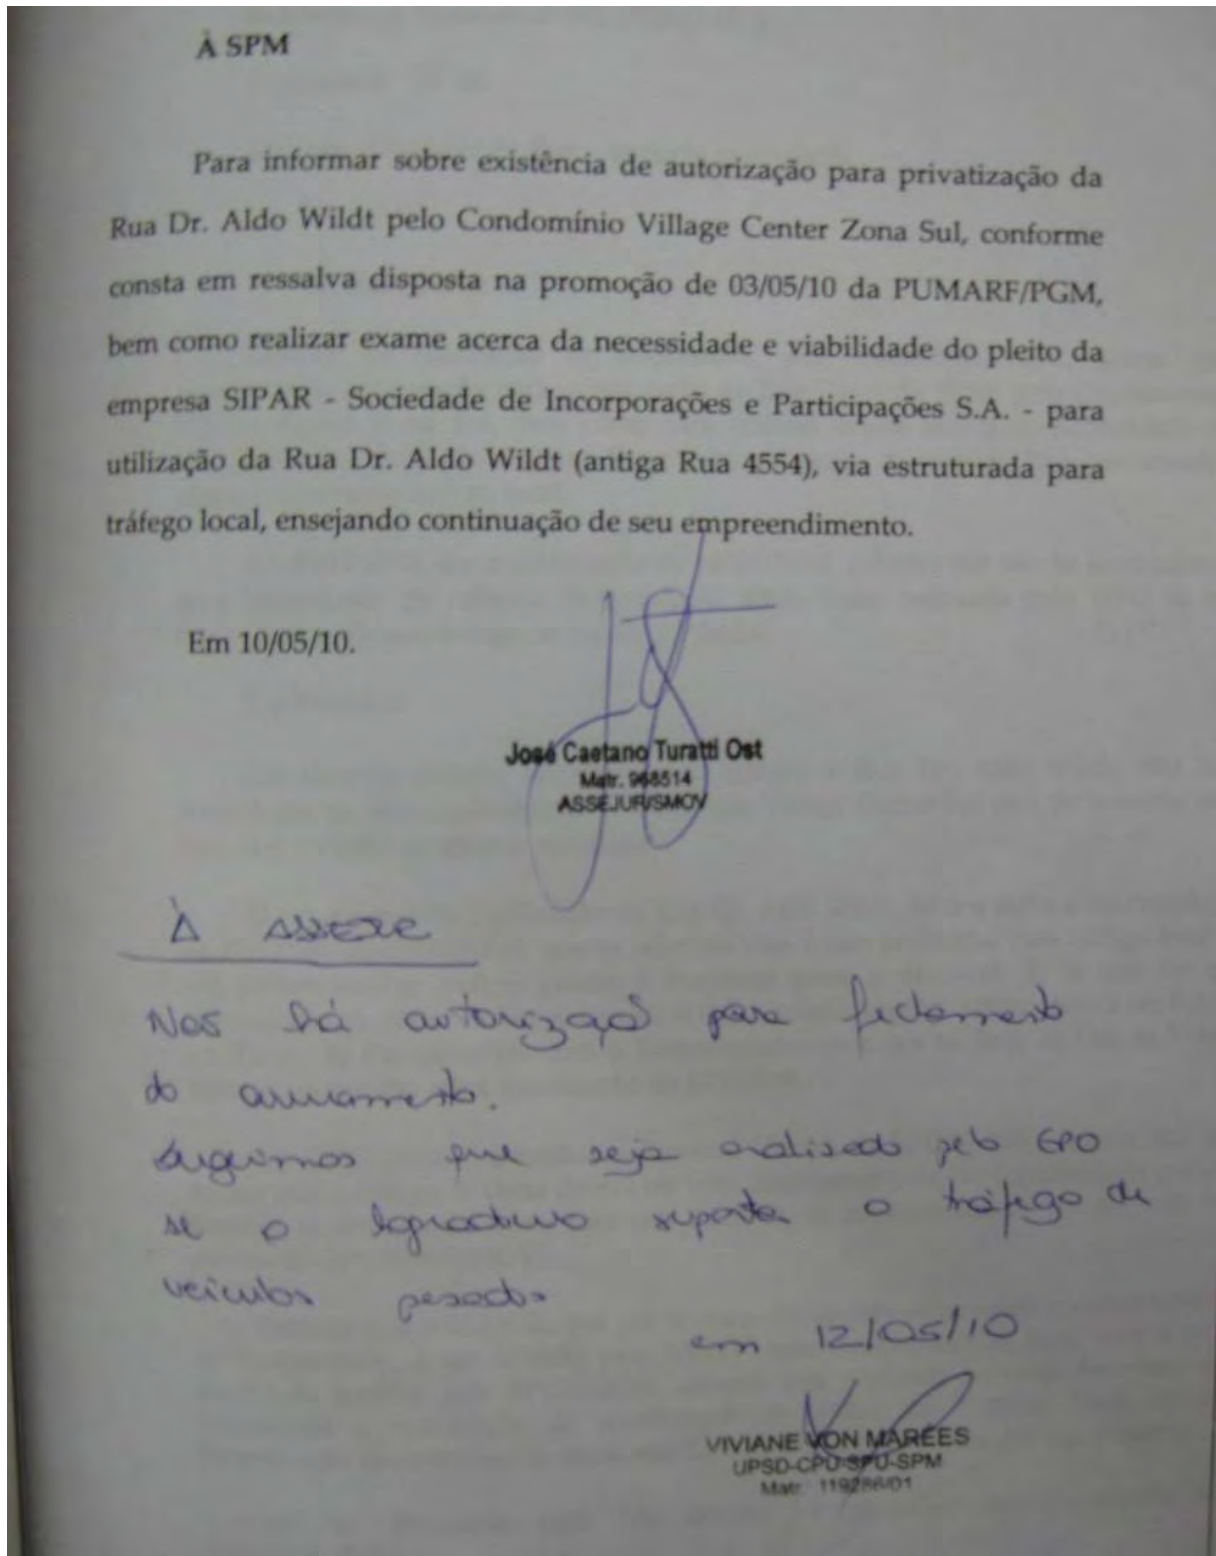 À SPM
Para informar sobre existência de autorização para privatização da
Rua Dr. Aldo Wildt pelo Condomínio Village Center Zona Sul, conforme
consta em ressalva disposta na promoção de 03/05/10 da PUMARF/PGM,
bem como realizar exame acerca da necessidade e viabilidade do pleito da
empresa SIPAR - Sociedade de Incorporações e Participações S.A. - para
utilização da Rua Dr. Aldo Wildt (antiga Rua 4554), via estruturada para
tráfego local, ensejando continuação de seu empreendimento.
Em 10/05/10.
José Caetano Turatti Ost
Matr. 968514
ASSEJUR/SMOV
À
Não há autorização para fechamento
do arruamento.
Sugerimos que seja analisado pelo EPO
se o logradouro suporta o tráfego de
veículos pesados
em 12/05/10
VIVIANE VON MAREES
UPSD-CPU-SPU-SPM
Matr. 119286/01